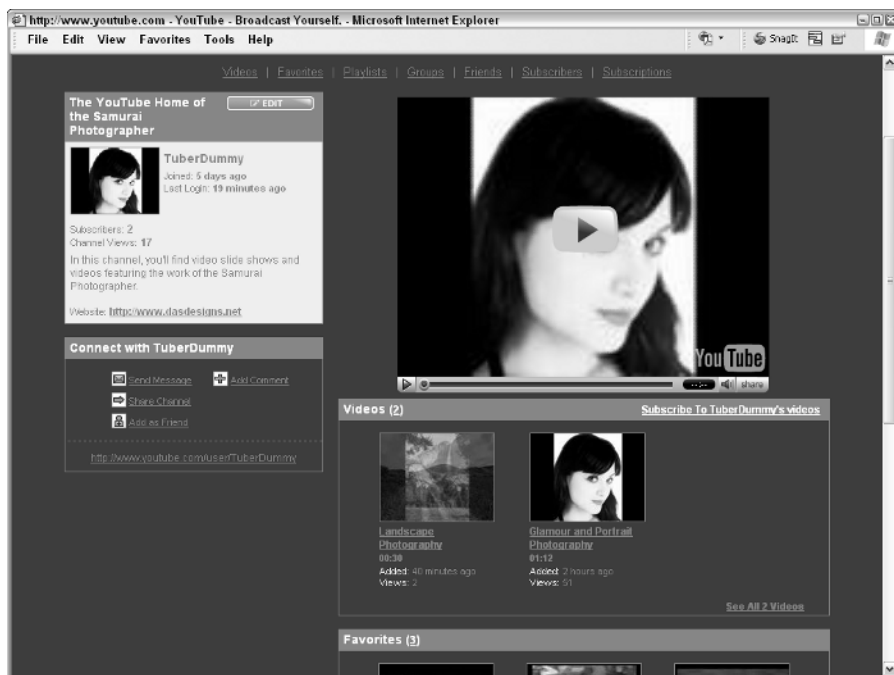 http://www.youtube.com - YouTube - Broadcast Yourself. - Microsoft Internet Explorer
File Edit View Favorites Tools Help
SnagIt
Videos | Favorites | Playlists | Groups | Friends | Subscribers | Subscriptions
The YouTube Home of
the Samurai
Photographer
EDIT
TuberDummy
Joined: 5 days ago
Last Login: 19 minutes ago
Subscribers: 2
Channel Views: 17
In this channel, you'll find video slide shows and
videos featuring the work of the Samurai
Photographer.
Website: http://www.dasdesigns.net
Connect with TuberDummy
Send Message Add Comment
Share Channel
Add as Friend
http://www.youtube.com/user/TuberDummy
YouTube
--:--
share
Videos (2) Subscribe To TuberDummy's videos
Landscape
Photography
00:30
Added: 40 minutes ago
Views: 2
Glamour and Portrait
Photography
01:12
Added: 2 hours ago
Views: 51
See All 2 Videos
Favorites (3)